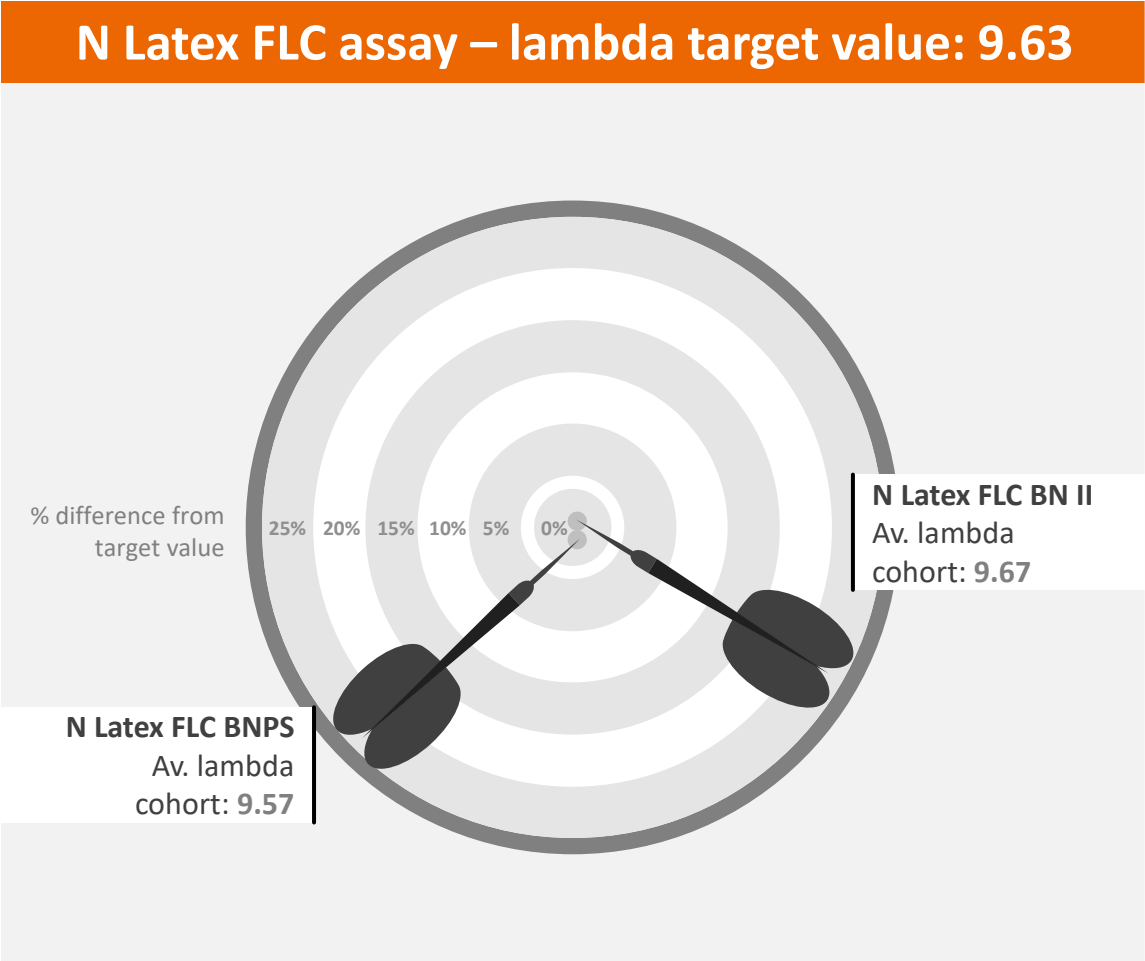 N Latex FLC assay – lambda target value: 9.63
% difference from
target value
25% 20% 15% 10% 5% 0%
N Latex FLC BN II
Av. lambda
cohort: 9.67
N Latex FLC BNPS
Av. lambda
cohort: 9.57